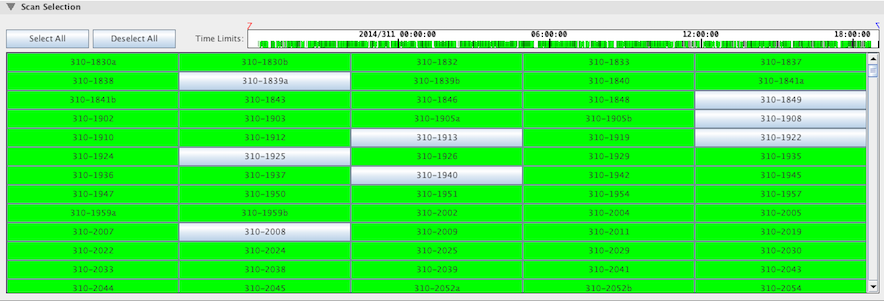 Scan Selection
Select All Deselect All Time Limits: 2014/311 00:00:00 06:00:00 12:00:00 18:00:00
310-1830a 310-1830b 310-1832 310-1833 310-1837
310-1838 310-1839a 310-1839b 310-1840 310-1841a
310-1841b 310-1843 310-1846 310-1848 310-1849
310-1902 310-1903 310-1905a 310-1905b 310-1908
310-1910 310-1912 310-1913 310-1919 310-1922
310-1924 310-1925 310-1926 310-1929 310-1935
310-1936 310-1937 310-1940 310-1942 310-1945
310-1947 310-1950 310-1951 310-1954 310-1957
310-1959a 310-1959b 310-2002 310-2004 310-2005
310-2007 310-2008 310-2009 310-2011 310-2019
310-2022 310-2024 310-2025 310-2029 310-2030
310-2033 310-2038 310-2039 310-2041 310-2043
310-2044 310-2045 310-2052a 310-2052b 310-2054